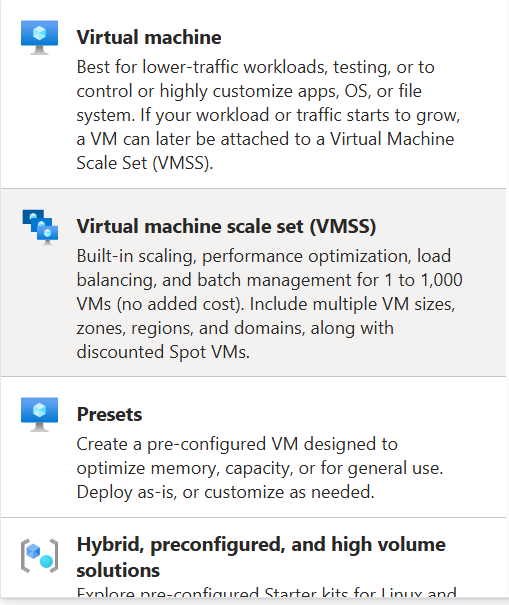 Virtual machine
Best for lower-traffic workloads, testing, or to
control or highly customize apps, OS, or file
system. If your workload or traffic starts to grow,
a VM can later be attached to a Virtual Machine
Scale Set (VMSS).
Virtual machine scale set (VMSS)
Built-in scaling, performance optimization, load
balancing, and batch management for 1 to 1,000
VMs (no added cost). Include multiple VM sizes,
zones, regions, and domains, along with
discounted Spot VMs.
Presets
Create a pre-configured VM designed to
optimize memory, capacity, or for general use.
Deploy as-is, or customize as needed.
Hybrid, preconfigured, and high volume
solutions
Explore pre-configured Starter kits for Linux and